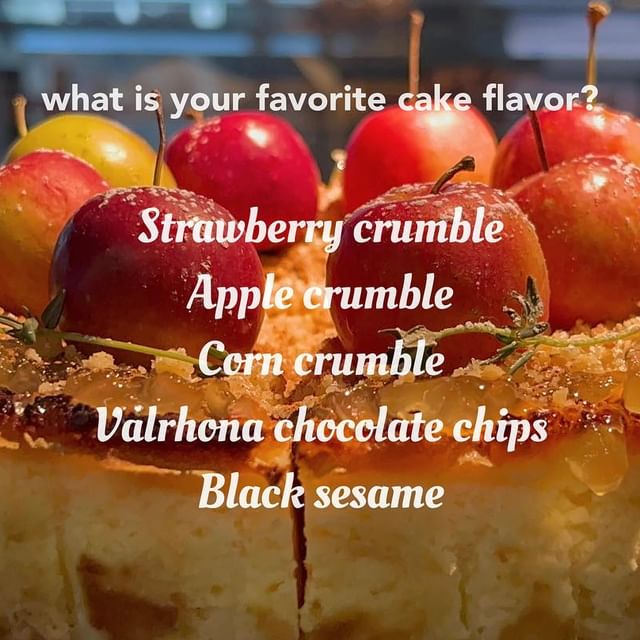 what is your favorite cake flavor?
Strawberry crumble
Apple crumble
Corn crumble
Valrhona chocolate chips
Black sesame